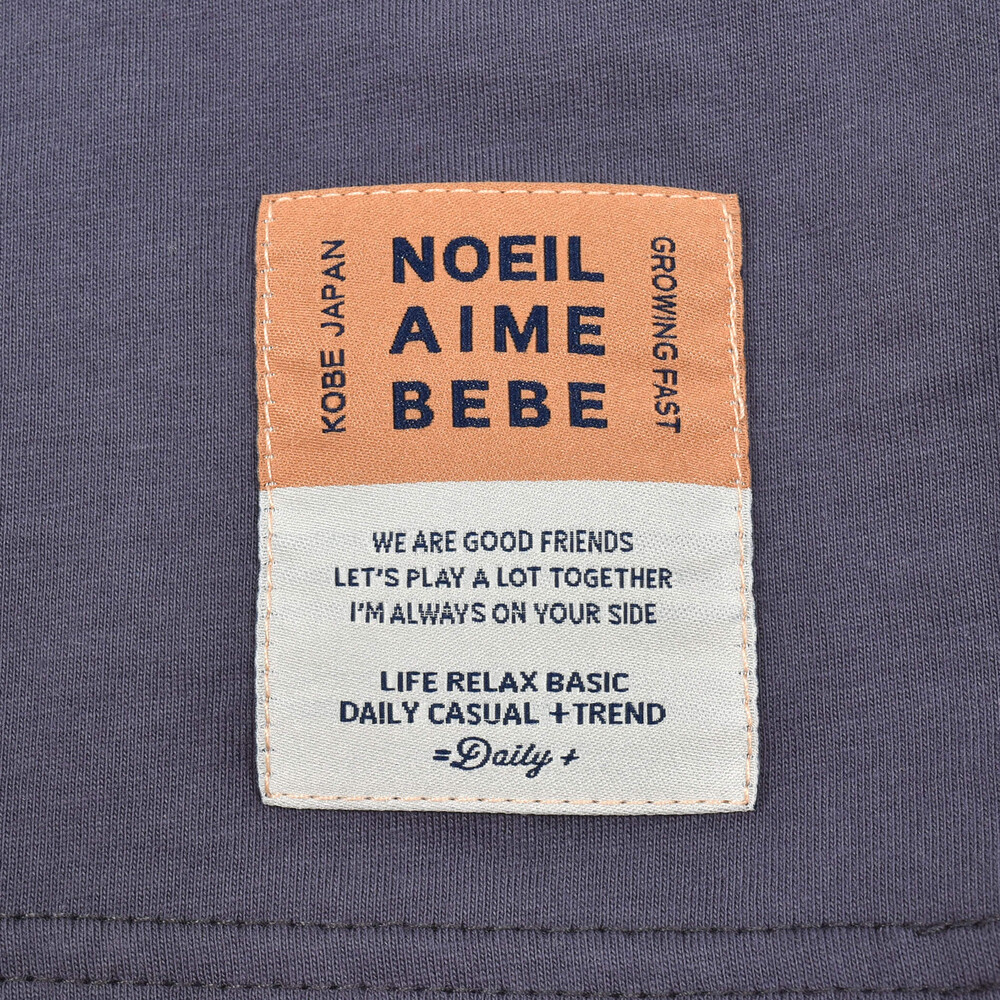 KOBE JAPAN
NOEIL
AIME
BEBE
GROWING FAST
WE ARE GOOD FRIENDS
LET'S PLAY A LOT TOGETHER
I'M ALWAYS ON YOUR SIDE
LIFE RELAX BASIC
DAILY CASUAL +TREND
=Daily +